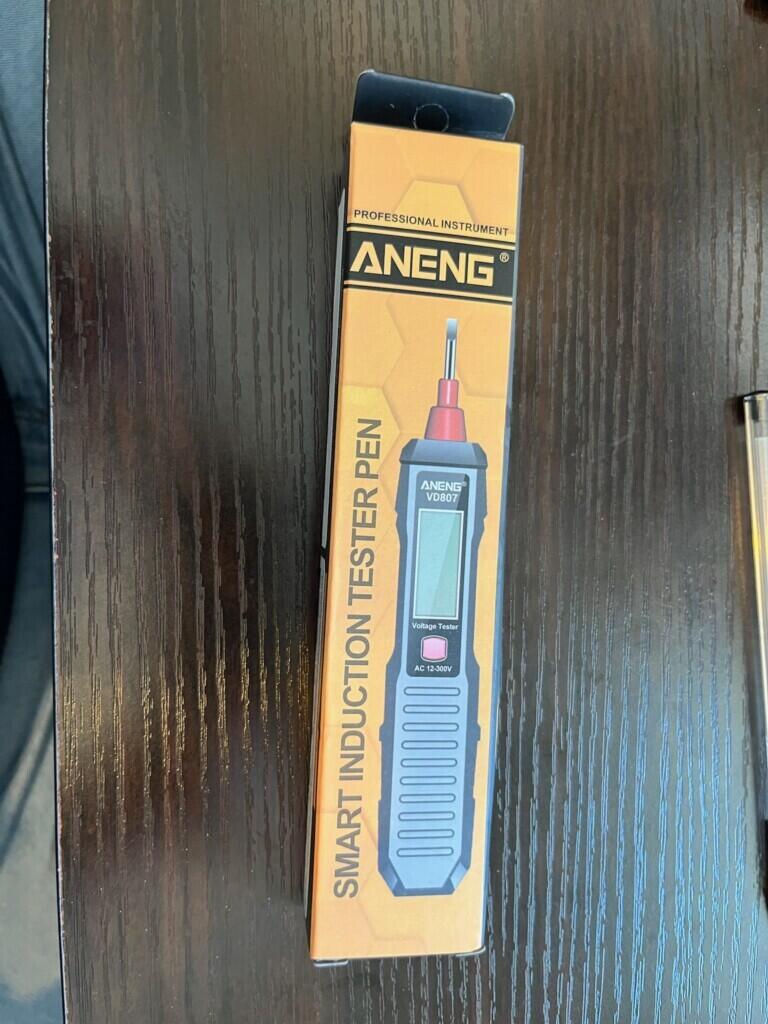 PROFESSIONAL INSTRUMENT
ANENG®
SMART INDUCTION TESTER PEN
ANENG®
VD807
Voltage Tester
AC 12-300V